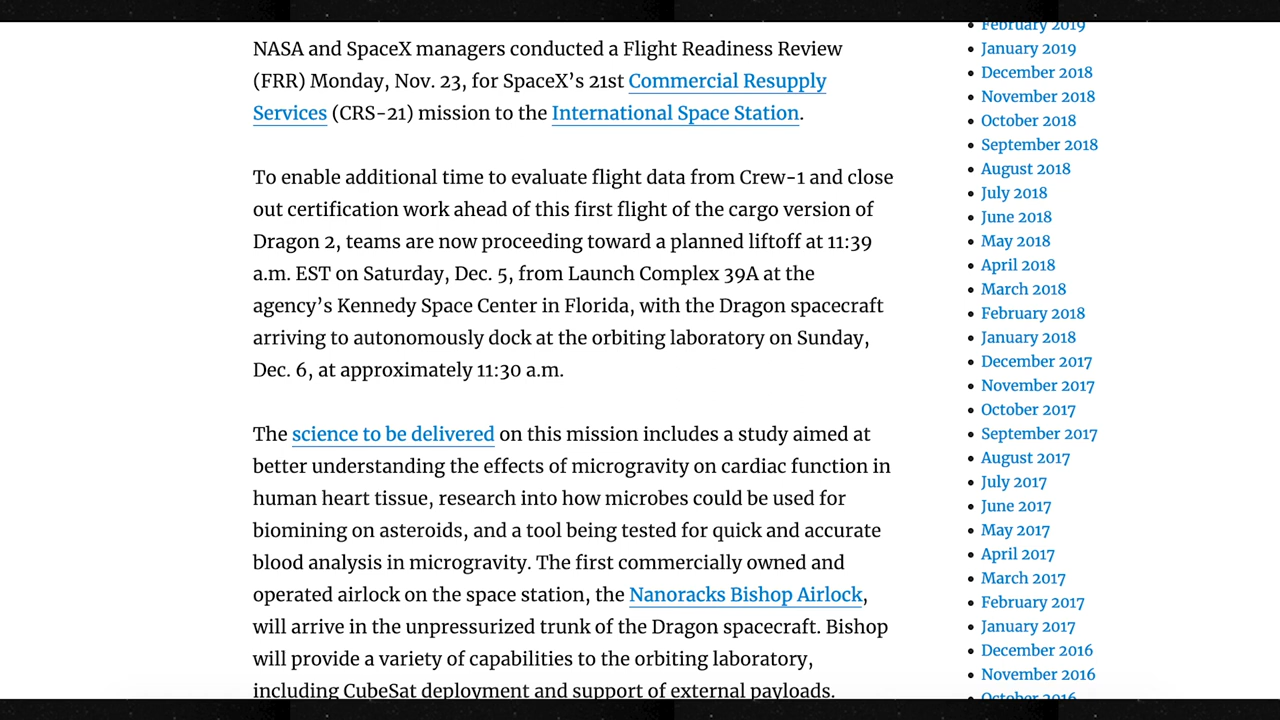 NASA and SpaceX managers conducted a Flight Readiness Review
(FRR) Monday, Nov. 23, for SpaceX’s 21st Commercial Resupply
Services (CRS-21) mission to the International Space Station.
To enable additional time to evaluate flight data from Crew-1 and close
out certification work ahead of this first flight of the cargo version of
Dragon 2, teams are now proceeding toward a planned liftoff at 11:39
a.m. EST on Saturday, Dec. 5, from Launch Complex 39A at the
agency’s Kennedy Space Center in Florida, with the Dragon spacecraft
arriving to autonomously dock at the orbiting laboratory on Sunday,
Dec. 6, at approximately 11:30 a.m.
The science to be delivered on this mission includes a study aimed at
better understanding the effects of microgravity on cardiac function in
human heart tissue, research into how microbes could be used for
biomining on asteroids, and a tool being tested for quick and accurate
blood analysis in microgravity. The first commercially owned and
operated airlock on the space station, the Nanoracks Bishop Airlock,
will arrive in the unpressurized trunk of the Dragon spacecraft. Bishop
will provide a variety of capabilities to the orbiting laboratory,
including CubeSat deployment and support of external payloads.
February 2019
January 2019
December 2018
November 2018
October 2018
September 2018
August 2018
July 2018
June 2018
May 2018
April 2018
March 2018
February 2018
January 2018
December 2017
November 2017
October 2017
September 2017
August 2017
July 2017
June 2017
May 2017
April 2017
March 2017
February 2017
January 2017
December 2016
November 2016
October 2016